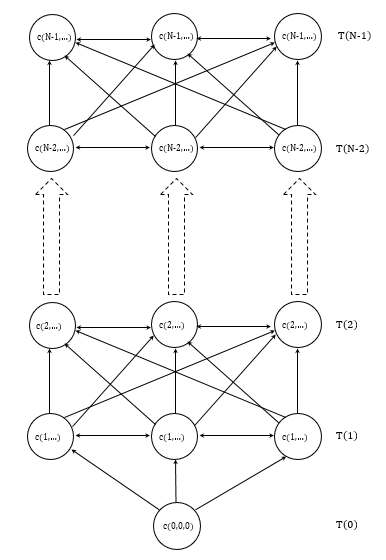 c(N-1,...) c(N-1,...) c(N-1,...) T(N-1)
c(N-2,...) c(N-2,...) c(N-2,...) T(N-2)
c(2,...) c(2,...) c(2,...) T(2)
c(1,...) c(1,...) c(1,...) T(1)
c(0,0,0) T(0)